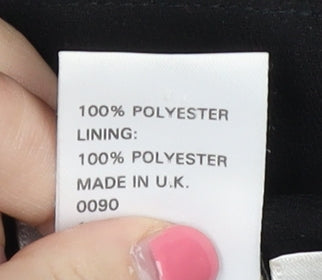 100% POLYESTER
LINING:
100% POLYESTER
MADE IN U.K.
0090